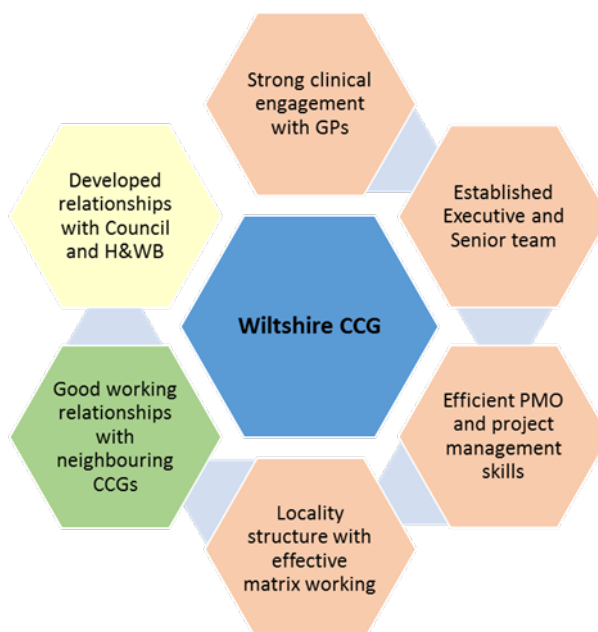 Strong clinical
engagement
with GPs
Developed
relationships
with Council
and H&WB
Established
Executive and
Senior team
Wiltshire CCG
Good working
relationships
with
neighbouring
CCGs
Efficient PMO
and project
management
skills
Locality
structure with
effective
matrix working